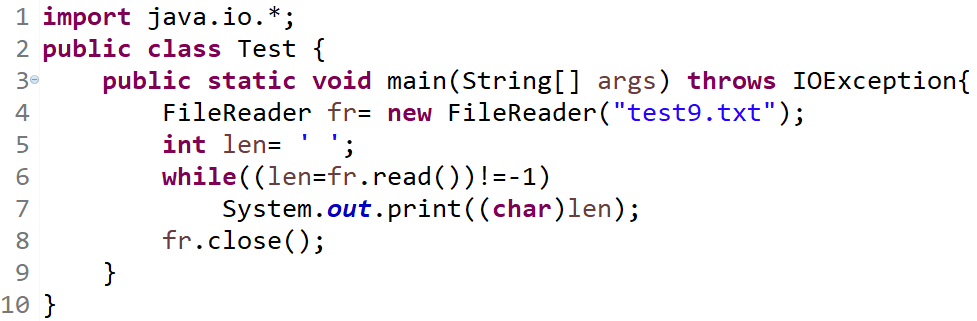 1 import java.io.*;
2 public class Test {
3 public static void main(String[] args) throws IOException{
4 FileReader fr= new FileReader("test9.txt");
5 int len= ' ';
6 while((len=fr.read())!=-1)
7 System.out.print((char)len);
8 fr.close();
9 }
10 }